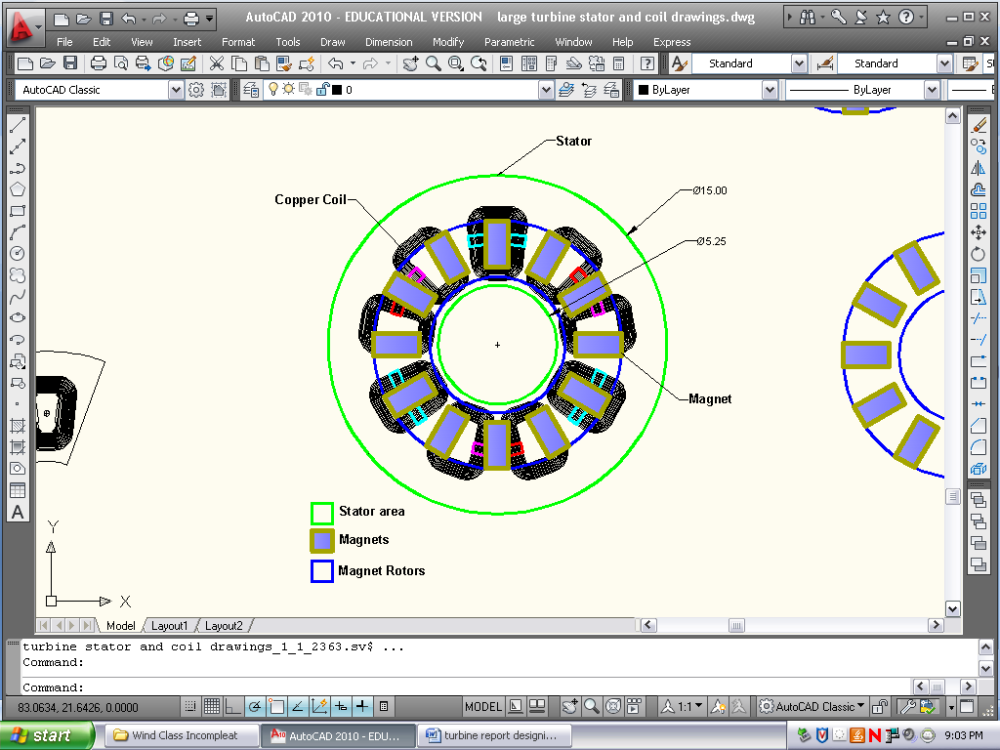 AutoCAD 2010 - EDUCATIONAL VERSION large turbine stator and coil drawings.dwg
File Edit View Insert Format Tools Draw Dimension Modify Parametric Window Help Express
Standard Standard
AutoCAD Classic 0 ByLayer ByLayer
Stator
Copper Coil
Ø15.00
Ø5.25
Magnet
Stator area
Magnets
Magnet Rotors
Y
X
Model Layout1 Layout2
turbine stator and coil drawings_1_1_2363.sv$ ...
Command:
Command:
83.0634, 21.6426, 0.0000 MODEL 1:1 AutoCAD Classic
start Wind Class Incompleat AutoCAD 2010 - EDU... turbine report designi... 9:03 PM